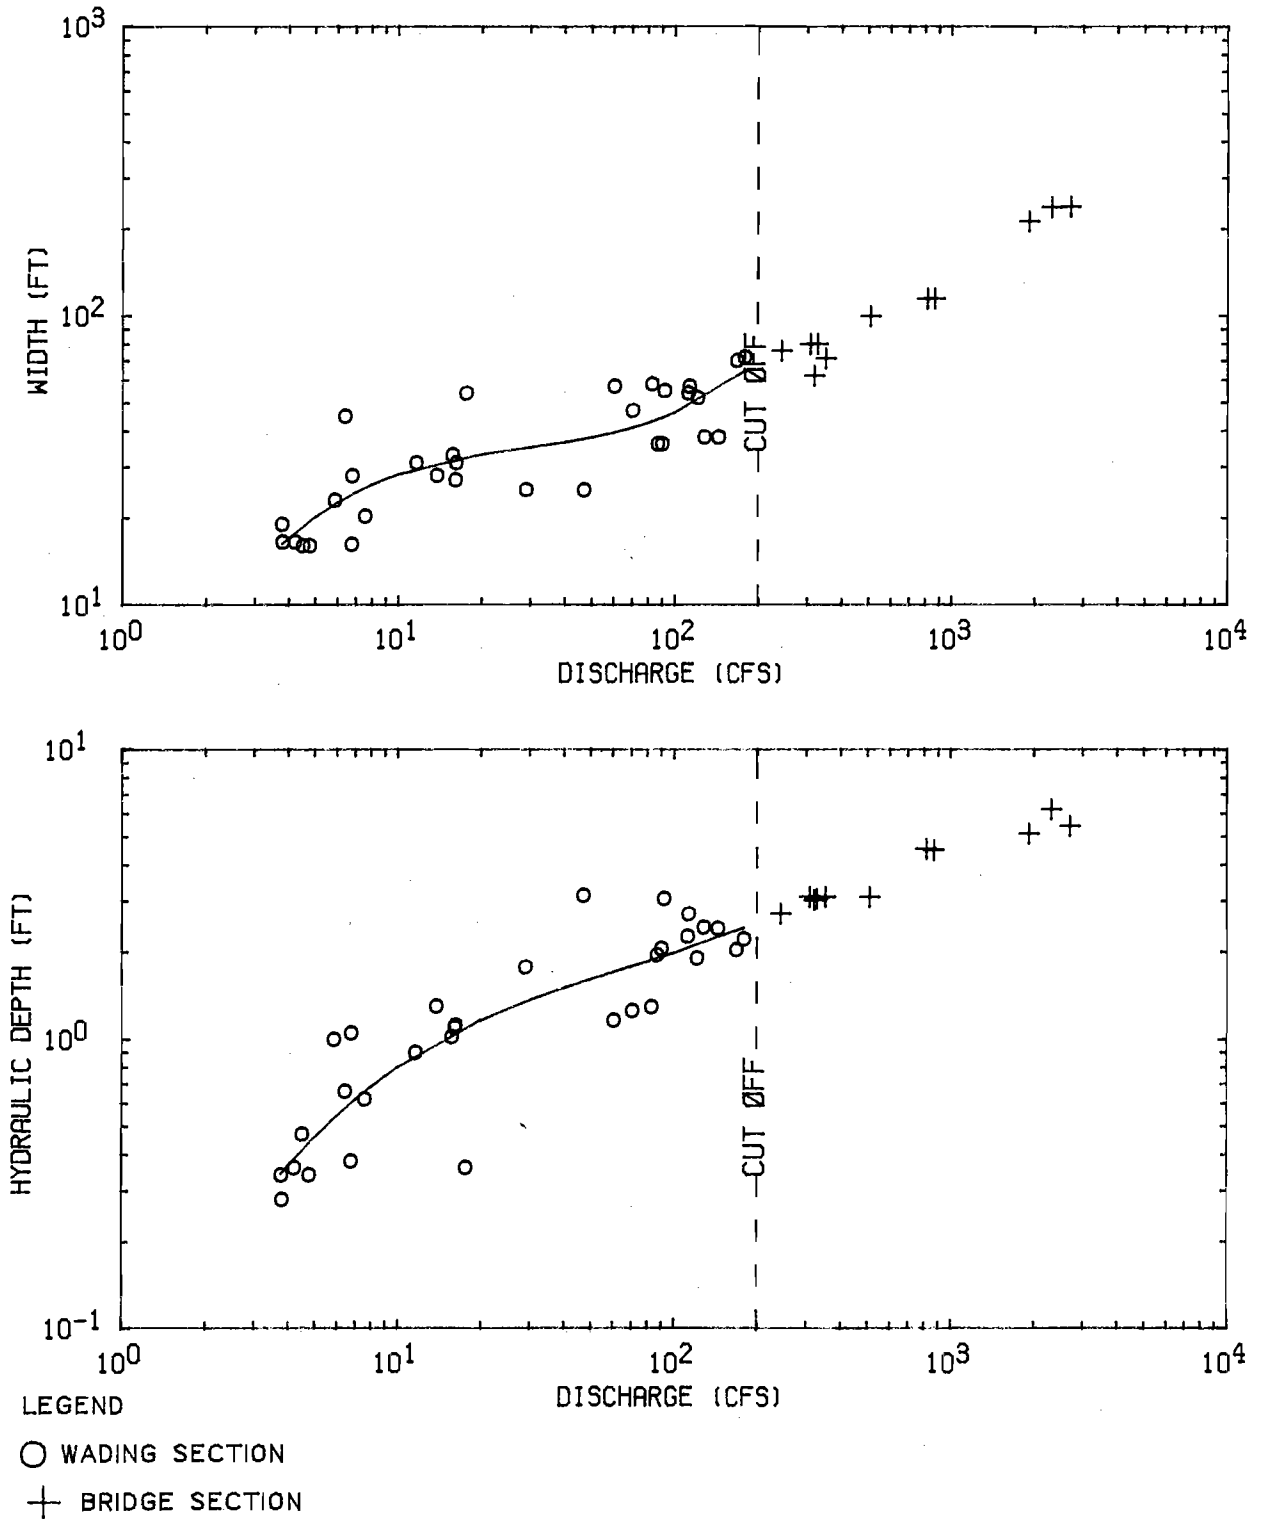 10³
WIDTH (FT)
10²
CUT ØFF
10¹
10⁰ 10¹ 10² 10³ 10⁴
DISCHARGE (CFS)
10¹
HYDRAULIC DEPTH (FT)
10⁰
CUT ØFF
10⁻¹
10⁰ 10¹ 10² 10³ 10⁴
DISCHARGE (CFS)
LEGEND
WADING SECTION
BRIDGE SECTION